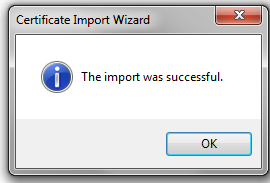 Certificate Import Wizard
The import was successful.
OK